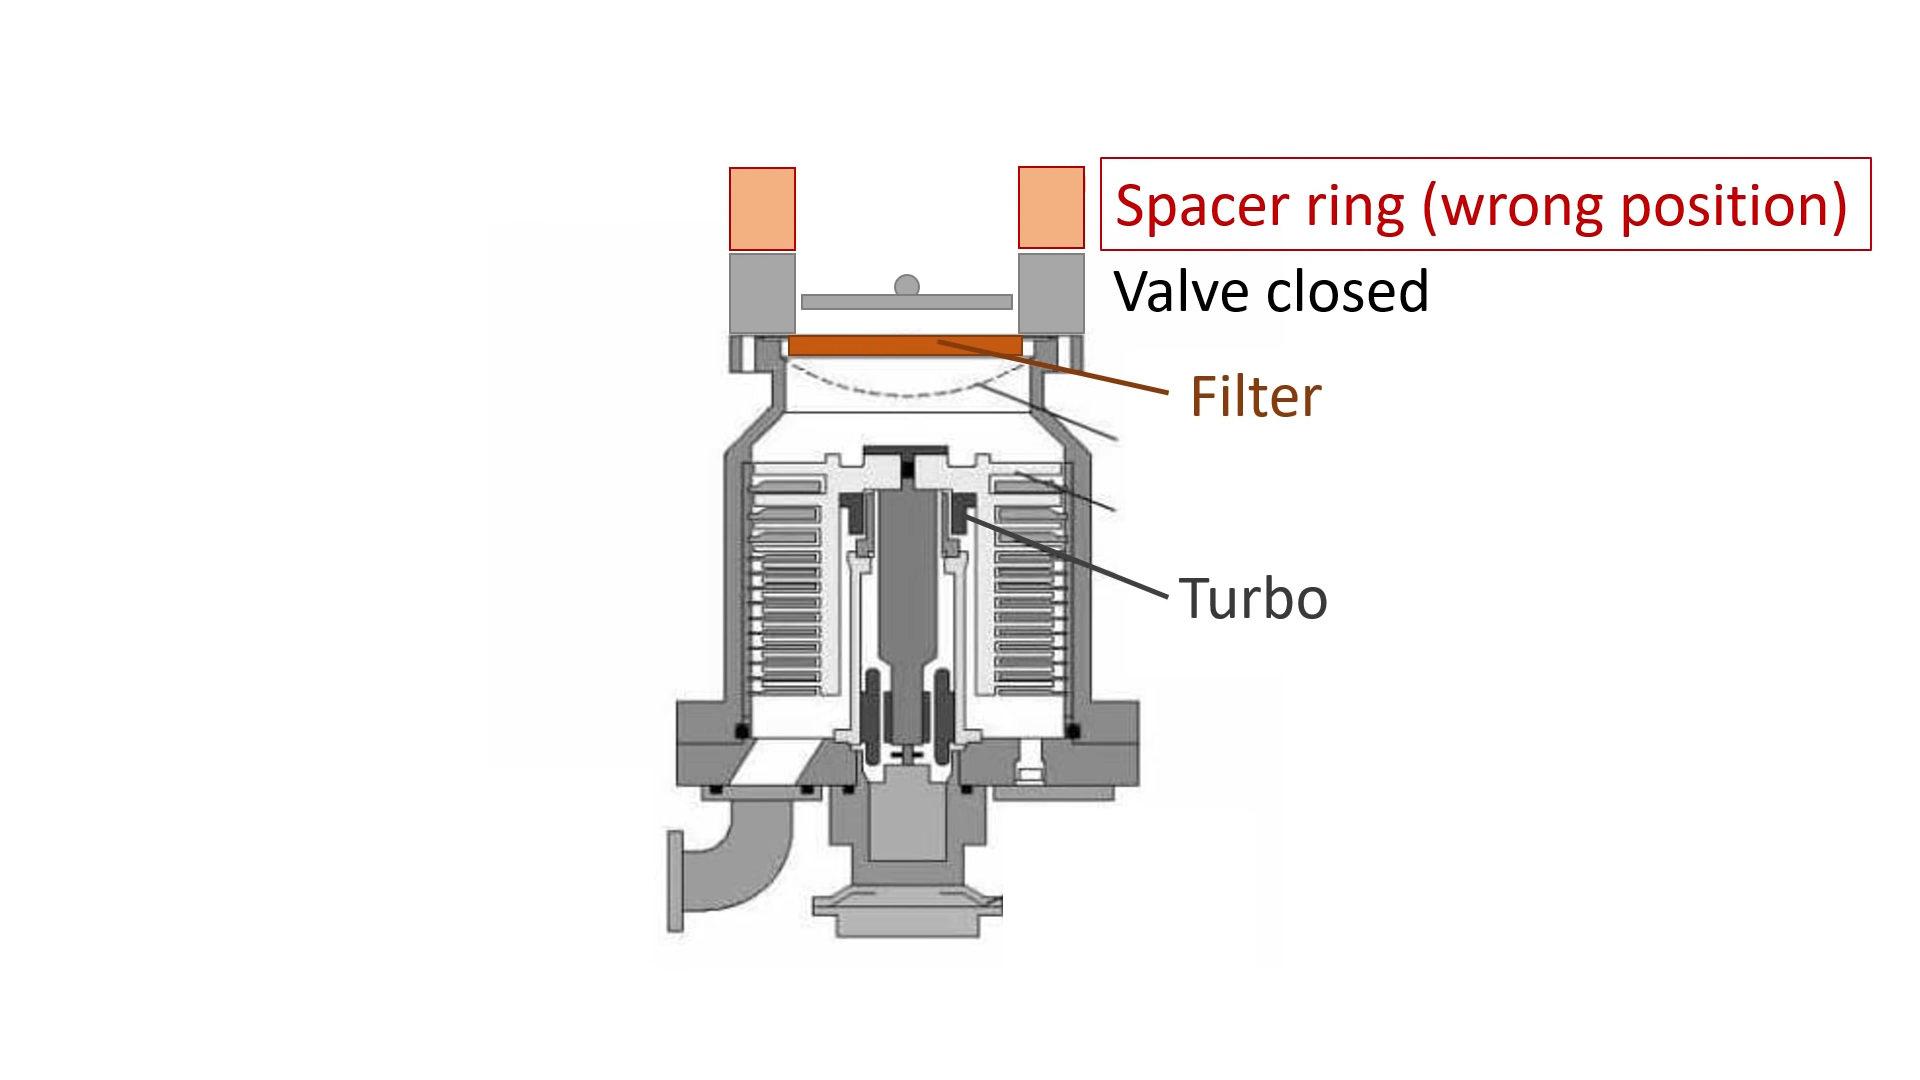 Spacer ring (wrong position)
Valve closed
Filter
Turbo